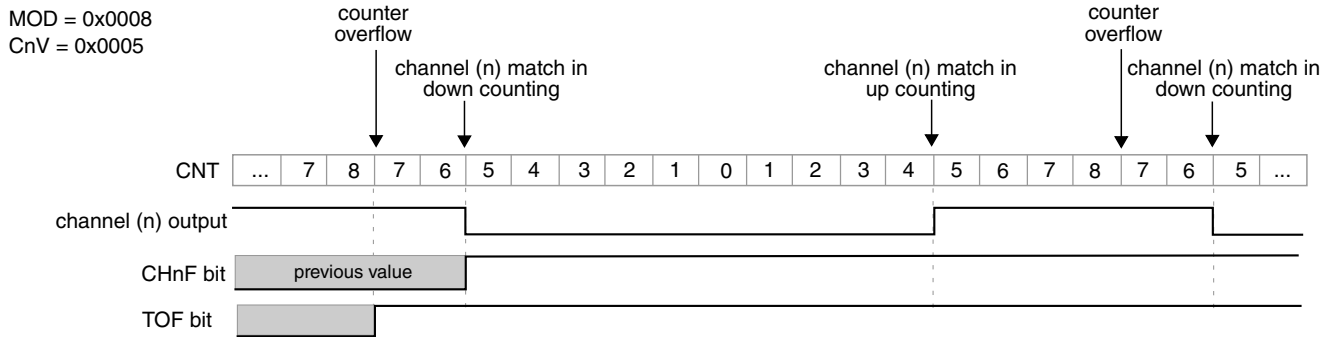 MOD = 0x0008
CnV = 0x0005
counter
overflow
channel (n) match in
down counting
channel (n) match in
up counting
counter
overflow
channel (n) match in
down counting
CNT ... 7 8 7 6 5 4 3 2 1 0 1 2 3 4 5 6 7 8 7 6 5 ...
channel (n) output
CHnF bit previous value
TOF bit